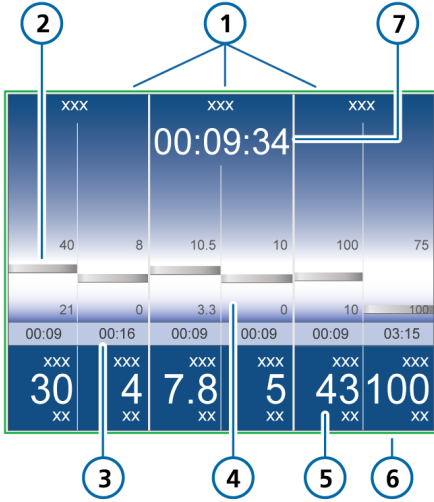 2 1 7
xxx xxx xxx
00:09:34
40 8 10.5 10 100 75
21 0 3.3 0 10 100
00:09 00:16 00:09 00:09 00:09 03:15
xxx xxx xxx xxx xxx xxx
30 4 7.8 5 43 100
xx xx xx xx xx xx
3 4 5 6